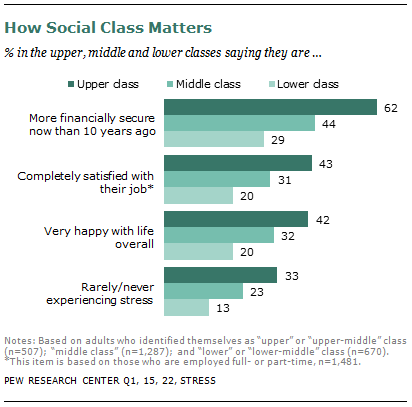 How Social Class Matters
% in the upper, middle and lower classes saying they are ...
Upper class Middle class Lower class
More financially secure
now than 10 years ago
62
44
29
Completely satisfied with
their job*
43
31
20
Very happy with life
overall
42
32
20
Rarely/never
experiencing stress
33
23
13
Notes: Based on adults who identified themselves as “upper” or “upper-middle” class
(n=507); “middle class” (n=1,287); and “lower” or “lower-middle” class (n=670).
*This item is based on those who are employed full- or part-time, n=1,481.
PEW RESEARCH CENTER Q1, 15, 22, STRESS